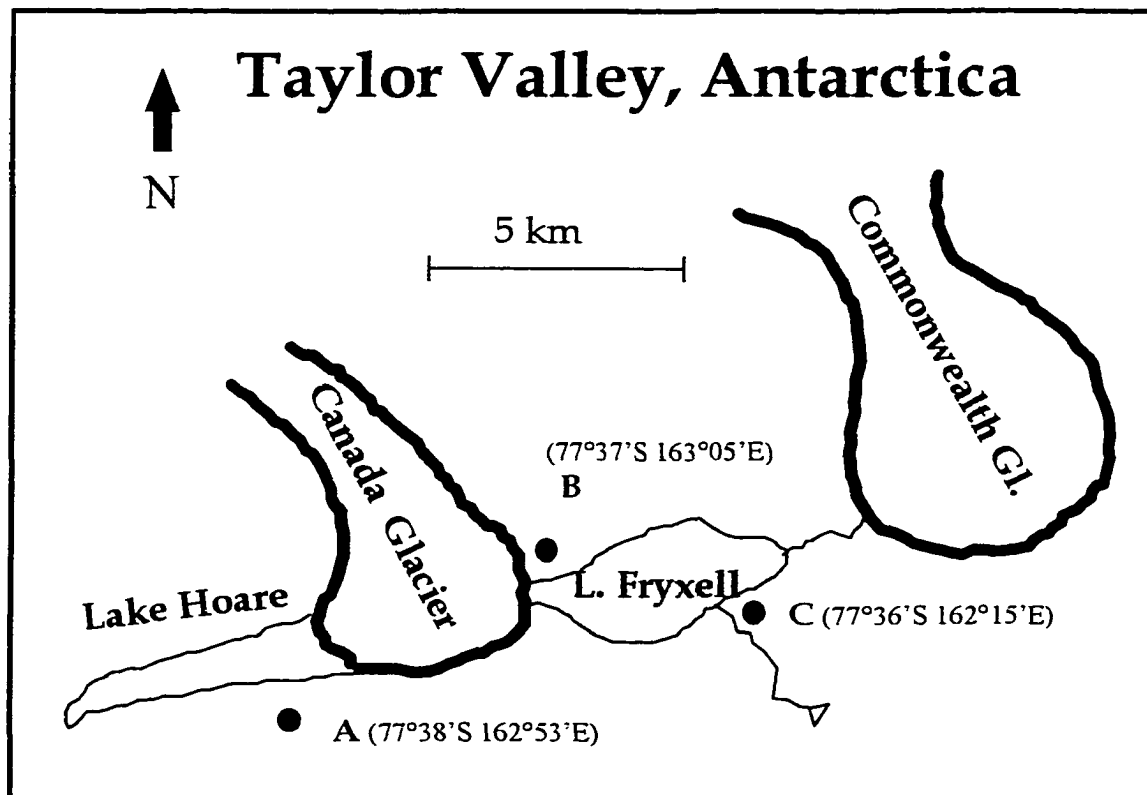 Taylor Valley, Antarctica
N
5 km
Commonwealth Gl.
Canada Glacier
(77°37'S 163°05'E)
B
L. Fryxell
Lake Hoare
C (77°36'S 162°15'E)
A (77°38'S 162°53'E)